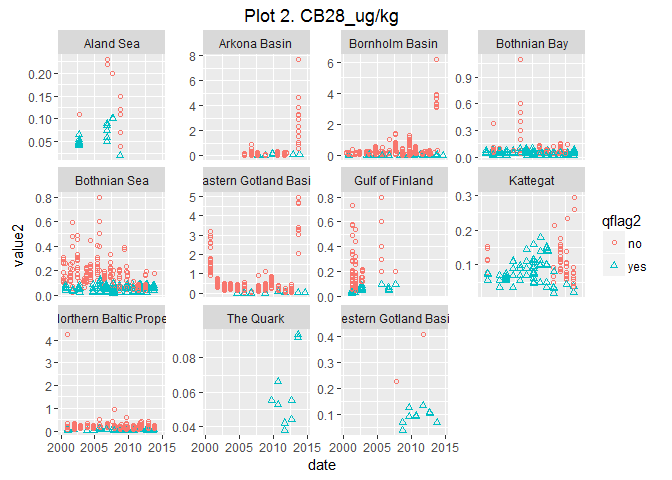 Plot 2. CB28_ug/kg
Aland Sea
Arkona Basin
Bornholm Basin
Bothnian Bay
0.20
0.15
0.10
0.05
8
6
4
2
0
6
4
2
0
0.9
0.6
0.3
0.0
Bothnian Sea
astern Gotland Basi
Gulf of Finland
Kattegat
0.8
0.6
0.4
0.2
0.0
5
4
3
2
1
0
0.8
0.6
0.4
0.2
0.0
0.3
0.2
0.1
Northern Baltic Prope
The Quark
estern Gotland Basi
4
3
2
1
0
0.08
0.06
0.04
0.4
0.3
0.2
0.1
2000 2005 2010 2015
2000 2005 2010 2015
2000 2005 2010 2015
date
value2
qflag2
no
yes